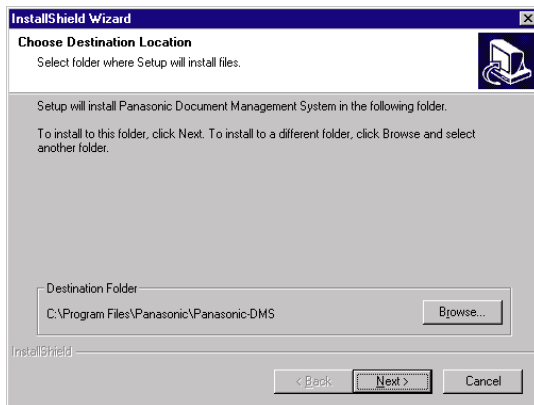 InstallShield Wizard
Choose Destination Location
Select folder where Setup will install files.
Setup will install Panasonic Document Management System in the following folder.
To install to this folder, click Next. To install to a different folder, click Browse and select
another folder.
Destination Folder
C:\Program Files\Panasonic\Panasonic-DMS
Browse...
InstallShield
< Back
Next >
Cancel